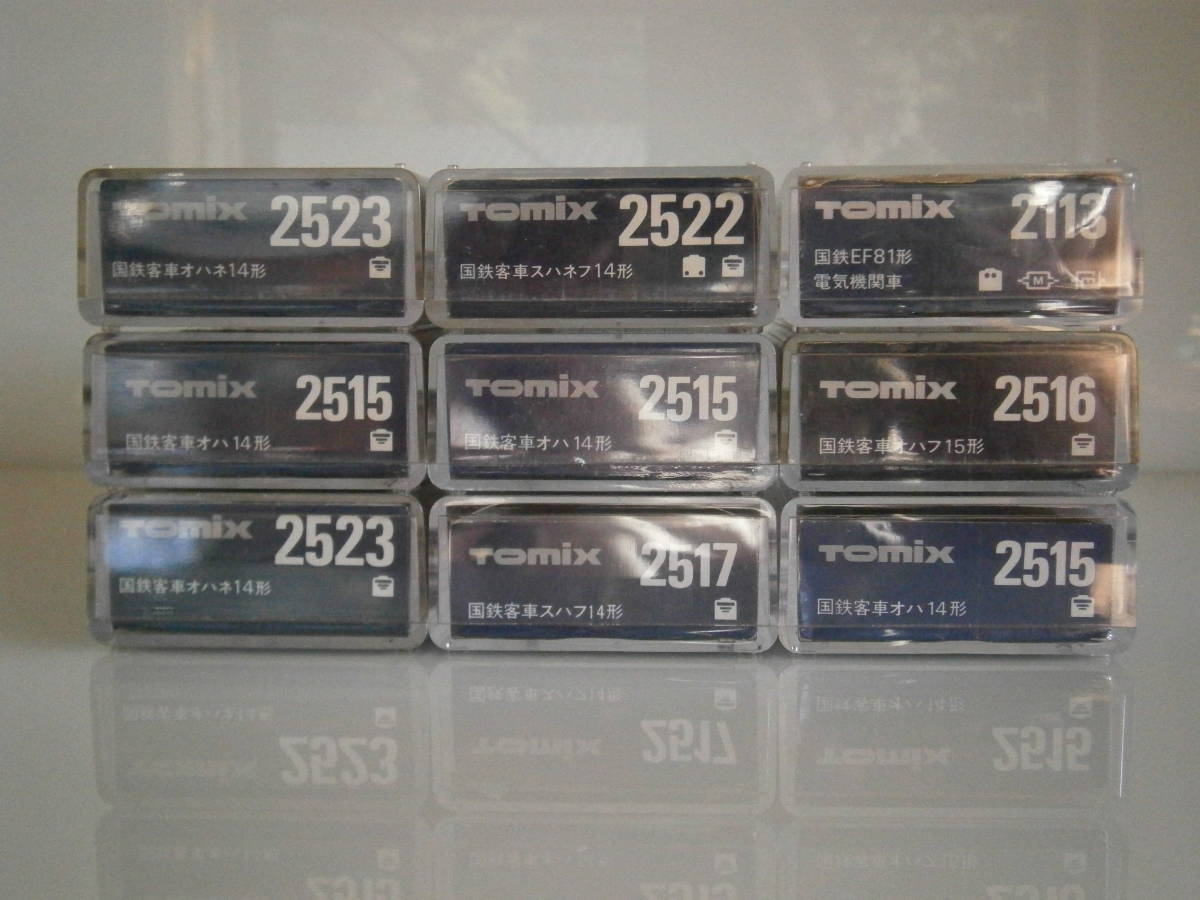 TOMIX 2523
国鉄客車オハネ14形
TOMIX 2522
国鉄客車スハネフ14形
TOMIX 2113
国鉄EF81形
電気機関車
M
TOMIX 2515
国鉄客車オハ14形
TOMIX 2515
国鉄客車オハ14形
TOMIX 2516
国鉄客車オハフ15形
TOMIX 2523
国鉄客車オハネ14形
TOMIX 2517
国鉄客車スハフ14形
TOMIX 2515
国鉄客車オハ14形